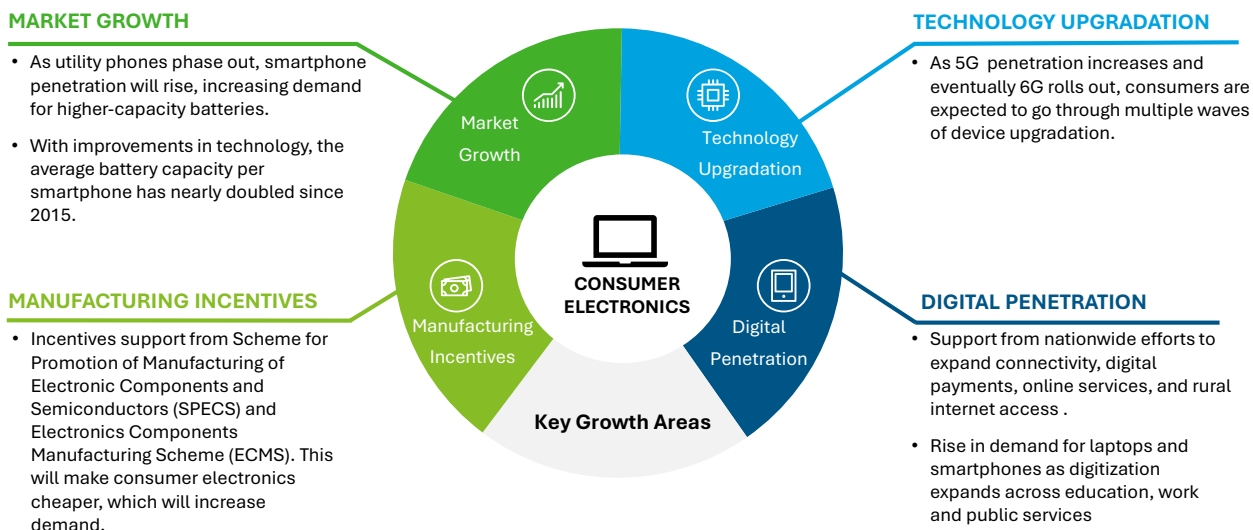 MARKET GROWTH
• As utility phones phase out, smartphone
penetration will rise, increasing demand
for higher-capacity batteries.
• With improvements in technology, the
average battery capacity per
smartphone has nearly doubled since
2015.
TECHNOLOGY UPGRADATION
• As 5G penetration increases and
eventually 6G rolls out, consumers are
expected to go through multiple waves
of device upgradation.
Market
Growth
Technology
Upgradation
CONSUMER
ELECTRONICS
Manufacturing
Incentives
Digital
Penetration
Key Growth Areas
MANUFACTURING INCENTIVES
• Incentives support from Scheme for
Promotion of Manufacturing of
Electronic Components and
Semiconductors (SPECS) and
Electronics Components
Manufacturing Scheme (ECMS). This
will make consumer electronics
cheaper, which will increase
demand.
DIGITAL PENETRATION
• Support from nationwide efforts to
expand connectivity, digital
payments, online services, and rural
internet access .
• Rise in demand for laptops and
smartphones as digitization
expands across education, work
and public services